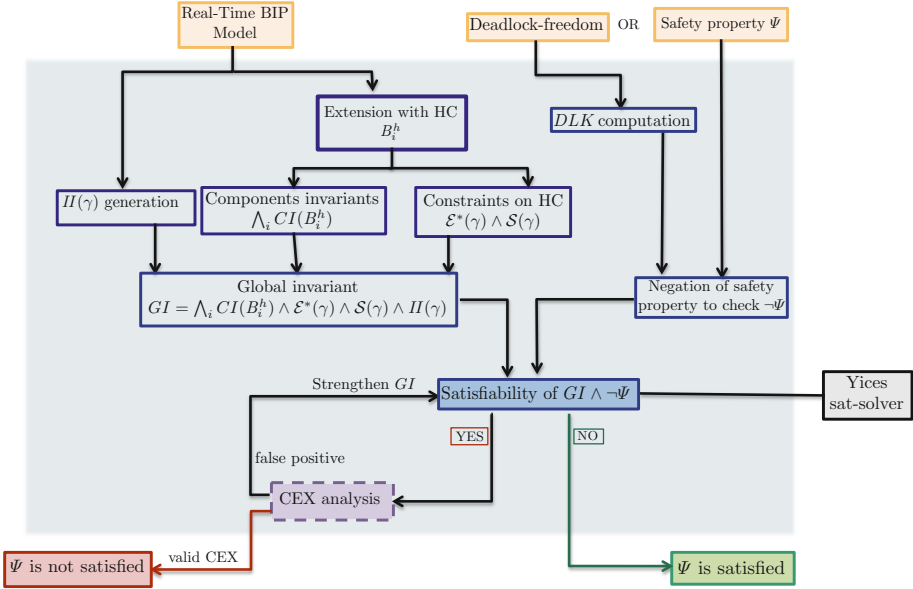 Real-Time BIP
Model
Deadlock-freedom OR Safety property Ψ
Extension with HC
B_i^h
DLK computation
II(γ) generation
Components invariants
⋀_i CI(B_i^h)
Constraints on HC
ℰ*(γ) ∧ 𝒮(γ)
Global invariant
GI = ⋀_i CI(B_i^h) ∧ ℰ*(γ) ∧ 𝒮(γ) ∧ II(γ)
Negation of safety
property to check ¬Ψ
Strengthen GI
Satisfiability of GI ∧ ¬Ψ
Yices
sat-solver
YES
NO
false positive
CEX analysis
valid CEX
Ψ is not satisfied
Ψ is satisfied